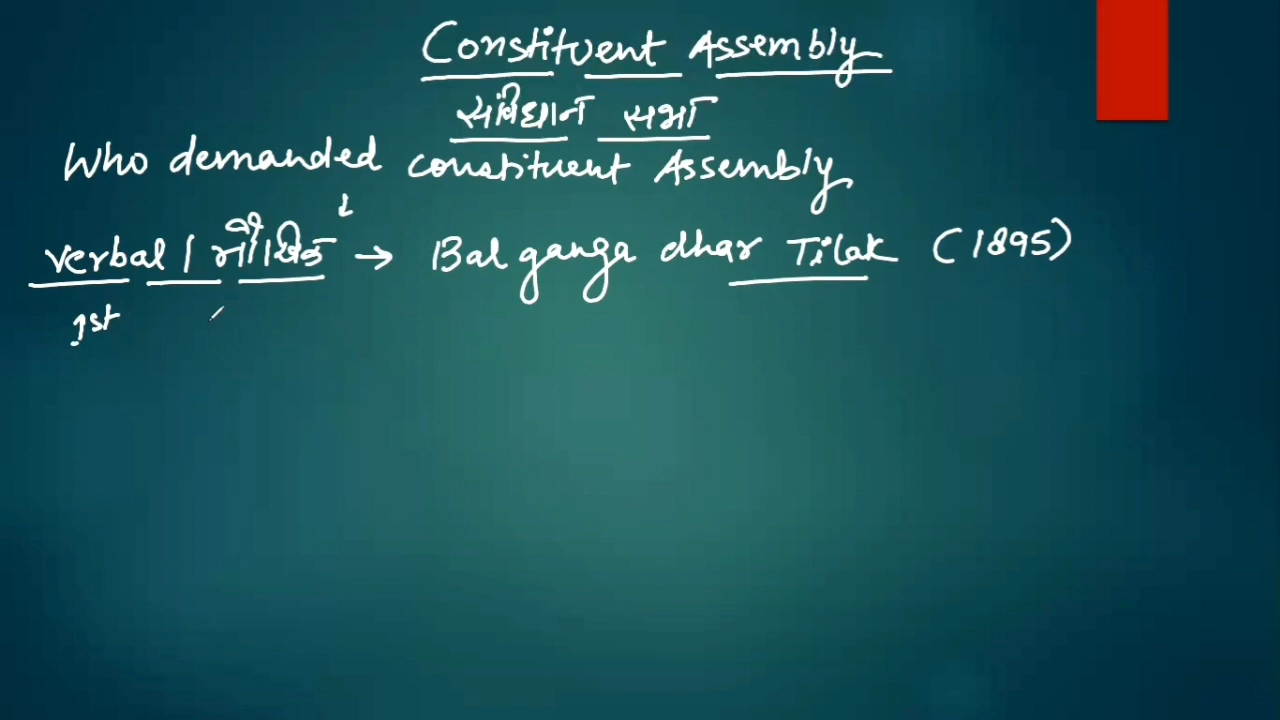 Constituent Assembly
संविधान सभा
Who demanded constituent Assembly
↓
verbal / मौखिक → Bal ganga dhar Tilak (1895)
1st